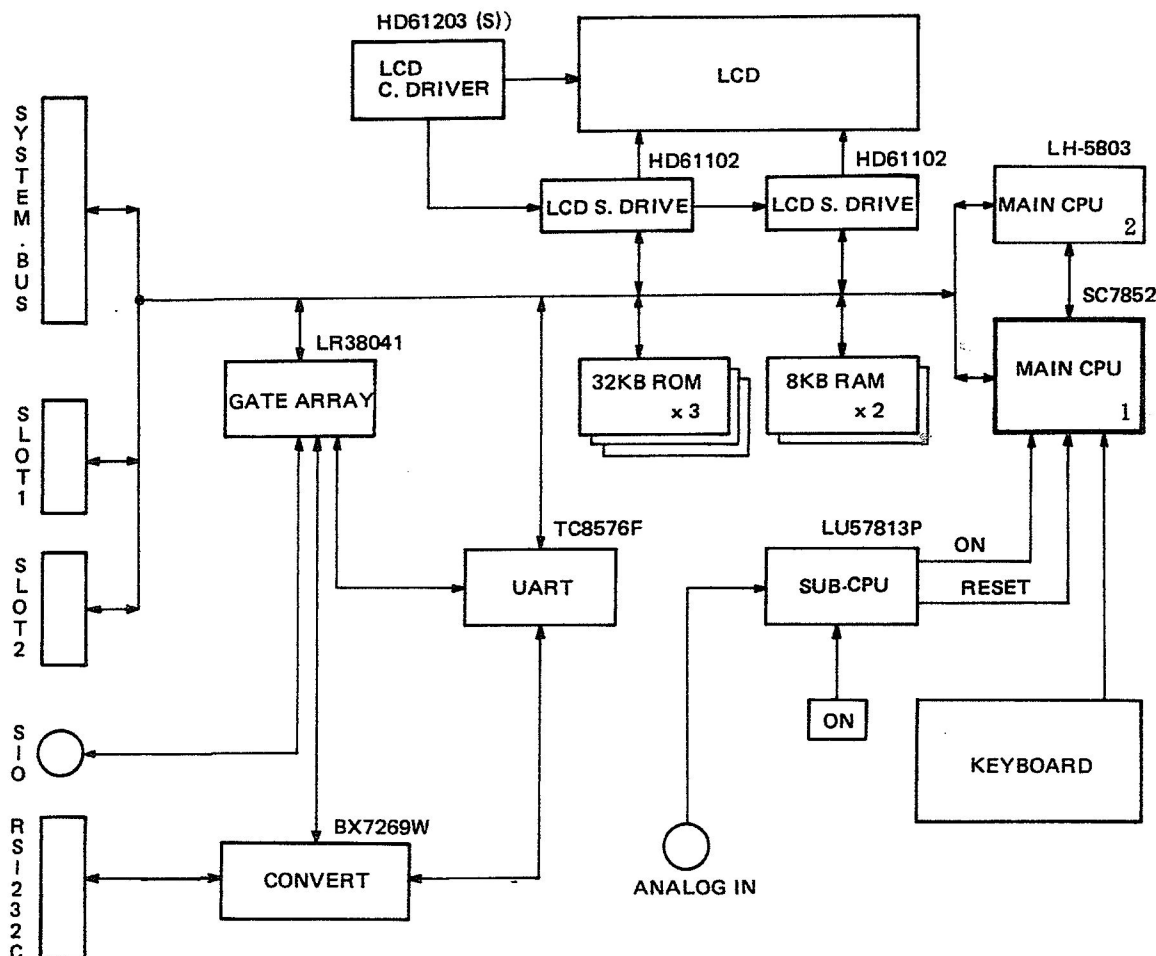 HD61203 (S))
LCD
C. DRIVER
LCD
SYSTEM.BUS
HD61102
HD61102
LCD S. DRIVE
LCD S. DRIVE
LH-5803
MAIN CPU
2
SC7852
MAIN CPU
1
LR38041
GATE ARRAY
32KB ROM
x 3
8KB RAM
x 2
SLOT1
TC8576F
UART
LU57813P
SUB-CPU
ON
RESET
SLOT2
ON
SIO
KEYBOARD
BX7269W
CONVERT
RS1232C
ANALOG IN